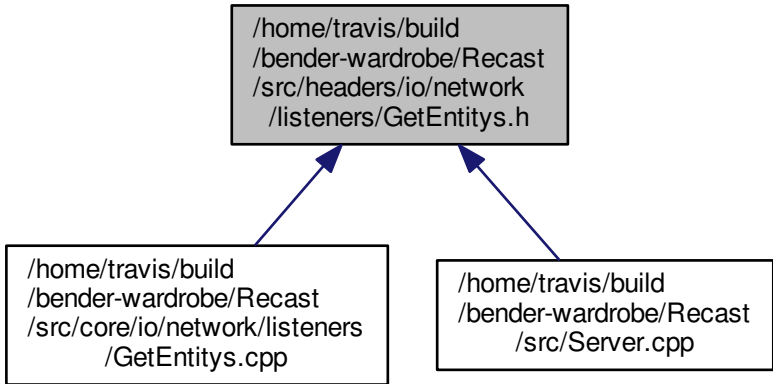 /home/travis/build
/bender-wardrobe/Recast
/src/headers/io/network
/listeners/GetEntitys.h
/home/travis/build
/bender-wardrobe/Recast
/src/core/io/network/listeners
/GetEntitys.cpp
/home/travis/build
/bender-wardrobe/Recast
/src/Server.cpp